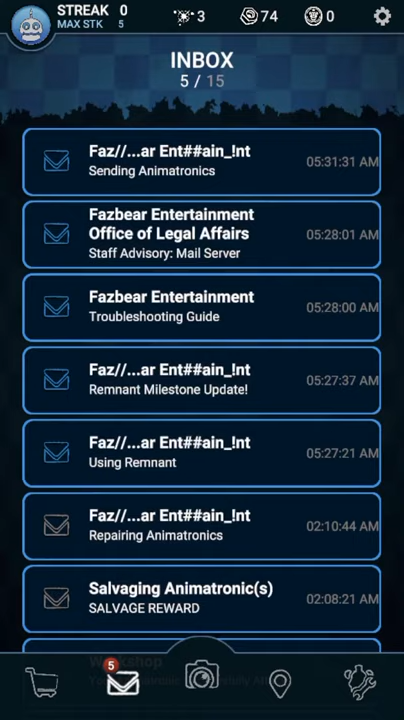 STREAK 0
MAX STK 5
3
74
0
INBOX
5 / 15
Faz//...ar Ent##ain_!nt
Sending Animatronics
05:31:31 AM
Fazbear Entertainment
Office of Legal Affairs
Staff Advisory: Mail Server
05:28:01 AM
Fazbear Entertainment
Troubleshooting Guide
05:28:00 AM
Faz//...ar Ent##ain_!nt
Remnant Milestone Update!
05:27:37 AM
Faz//...ar Ent##ain_!nt
Using Remnant
05:27:21 AM
Faz//...ar Ent##ain_!nt
Repairing Animatronics
02:10:44 AM
Salvaging Animatronic(s)
SALVAGE REWARD
02:08:21 AM
Workshop
5